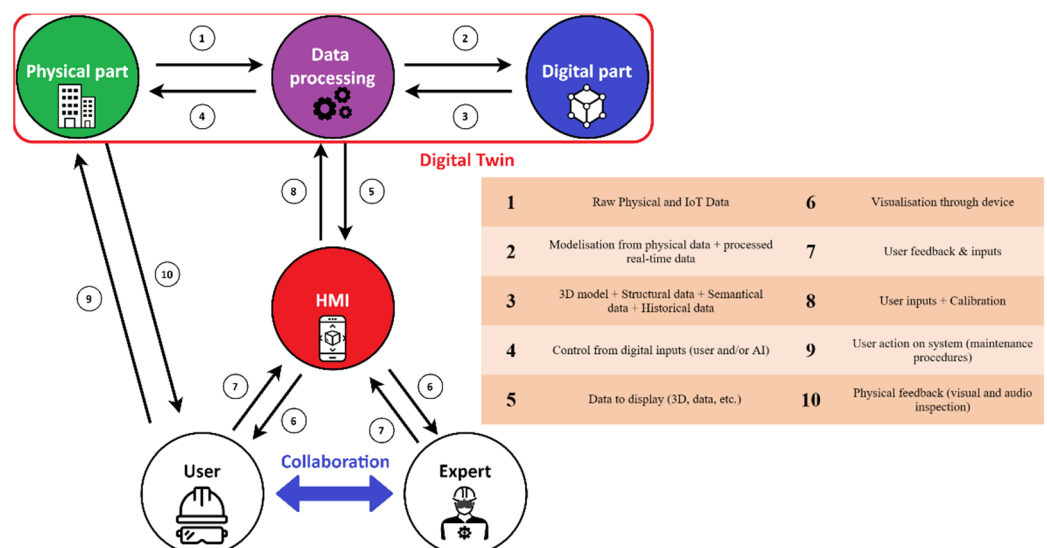 1
2
Physical part
Data
processing
Digital part
4
3
Digital Twin
8
5
10
9
HMI
7
6
6
7
User
Collaboration
Expert
1 Raw Physical and IoT Data 6 Visualisation through device
2 Modelisation from physical data + processed
real-time data 7 User feedback & inputs
3 3D model + Structural data + Semantical
data + Historical data 8 User inputs + Calibration
4 Control from digital inputs (user and/or AI) 9 User action on system (maintenance
procedures)
5 Data to display (3D, data, etc.) 10 Physical feedback (visual and audio
inspection)